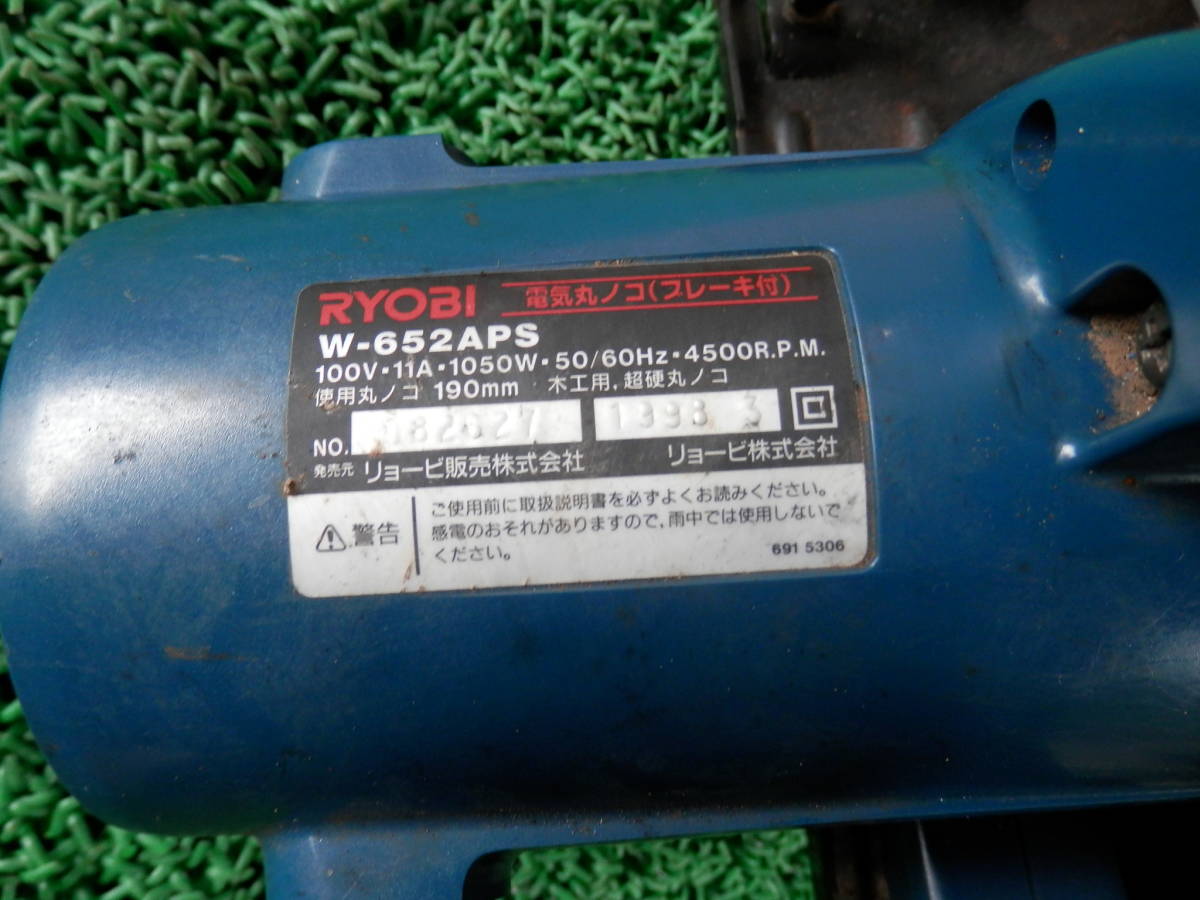 RYOBI 電気丸ノコ(ブレーキ付)
W-652APS
100V・11A・1050W・50/60Hz・4500R.P.M.
使用丸ノコ 190mm 木工用,超硬丸ノコ
NO. 1998 3
発売元 リョービ販売株式会社 リョービ株式会社
警告
ご使用前に取扱説明書を必ずよくお読みください。
感電のおそれがありますので、雨中では使用しないで
ください。
691 5306